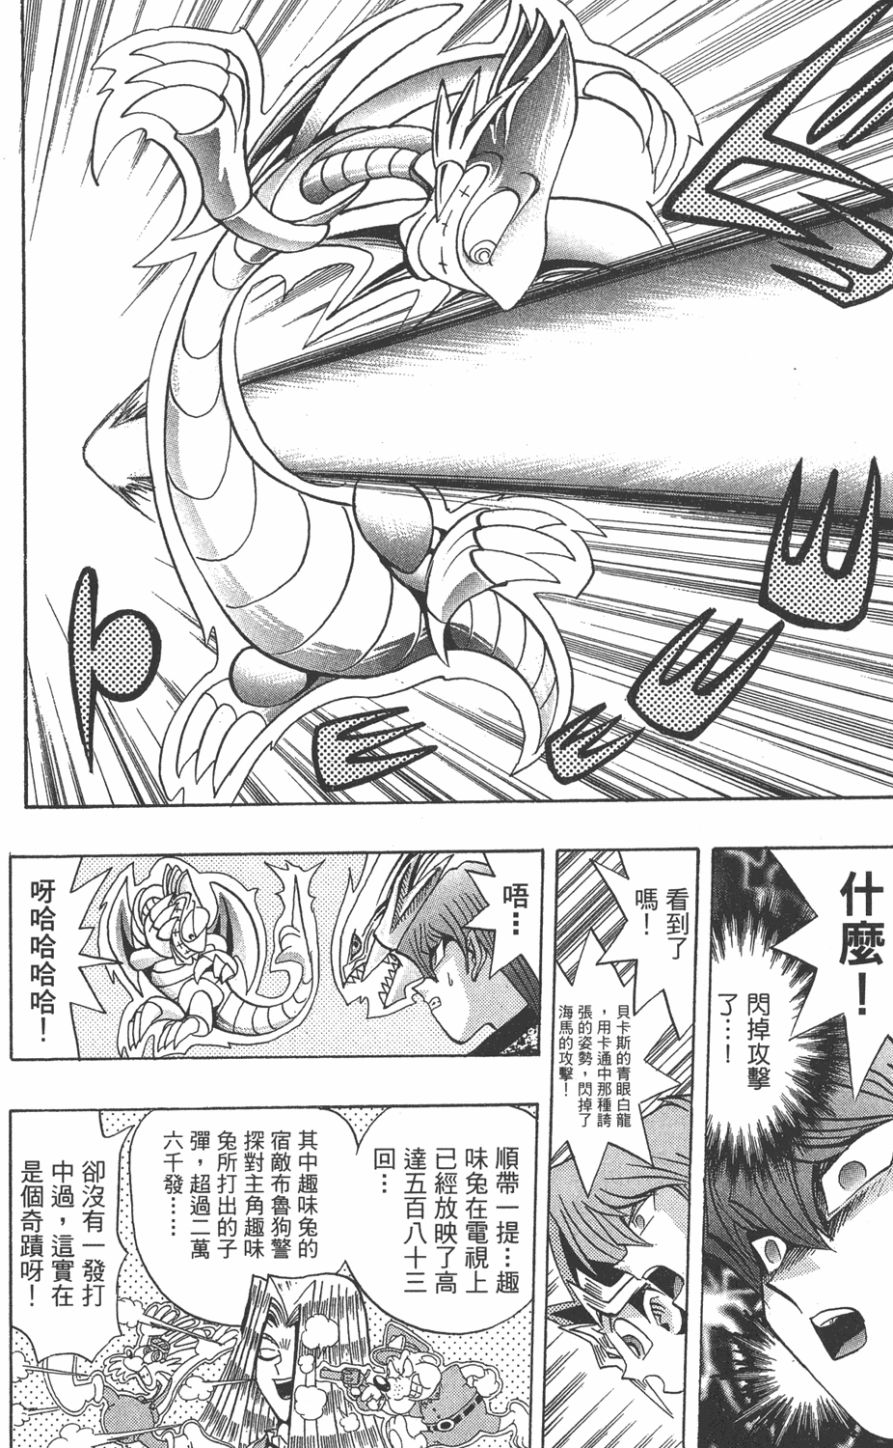 什麼！
閃掉攻擊
了…！
看到了
嗎！
貝卡斯的青眼白龍
，用卡通中那種誇
張的姿勢，閃掉了
海馬的攻擊！
唔…
呀哈哈哈哈！
順帶一提…趣
味兔在電視上
已經放映了高
達五百八十三
回…
其中趣味兔的
宿敵布魯狗警
探對主角趣味
兔所打出的子
彈，超過二萬
六千發……
卻沒有一發打
中過，這實在
是個奇蹟呀！